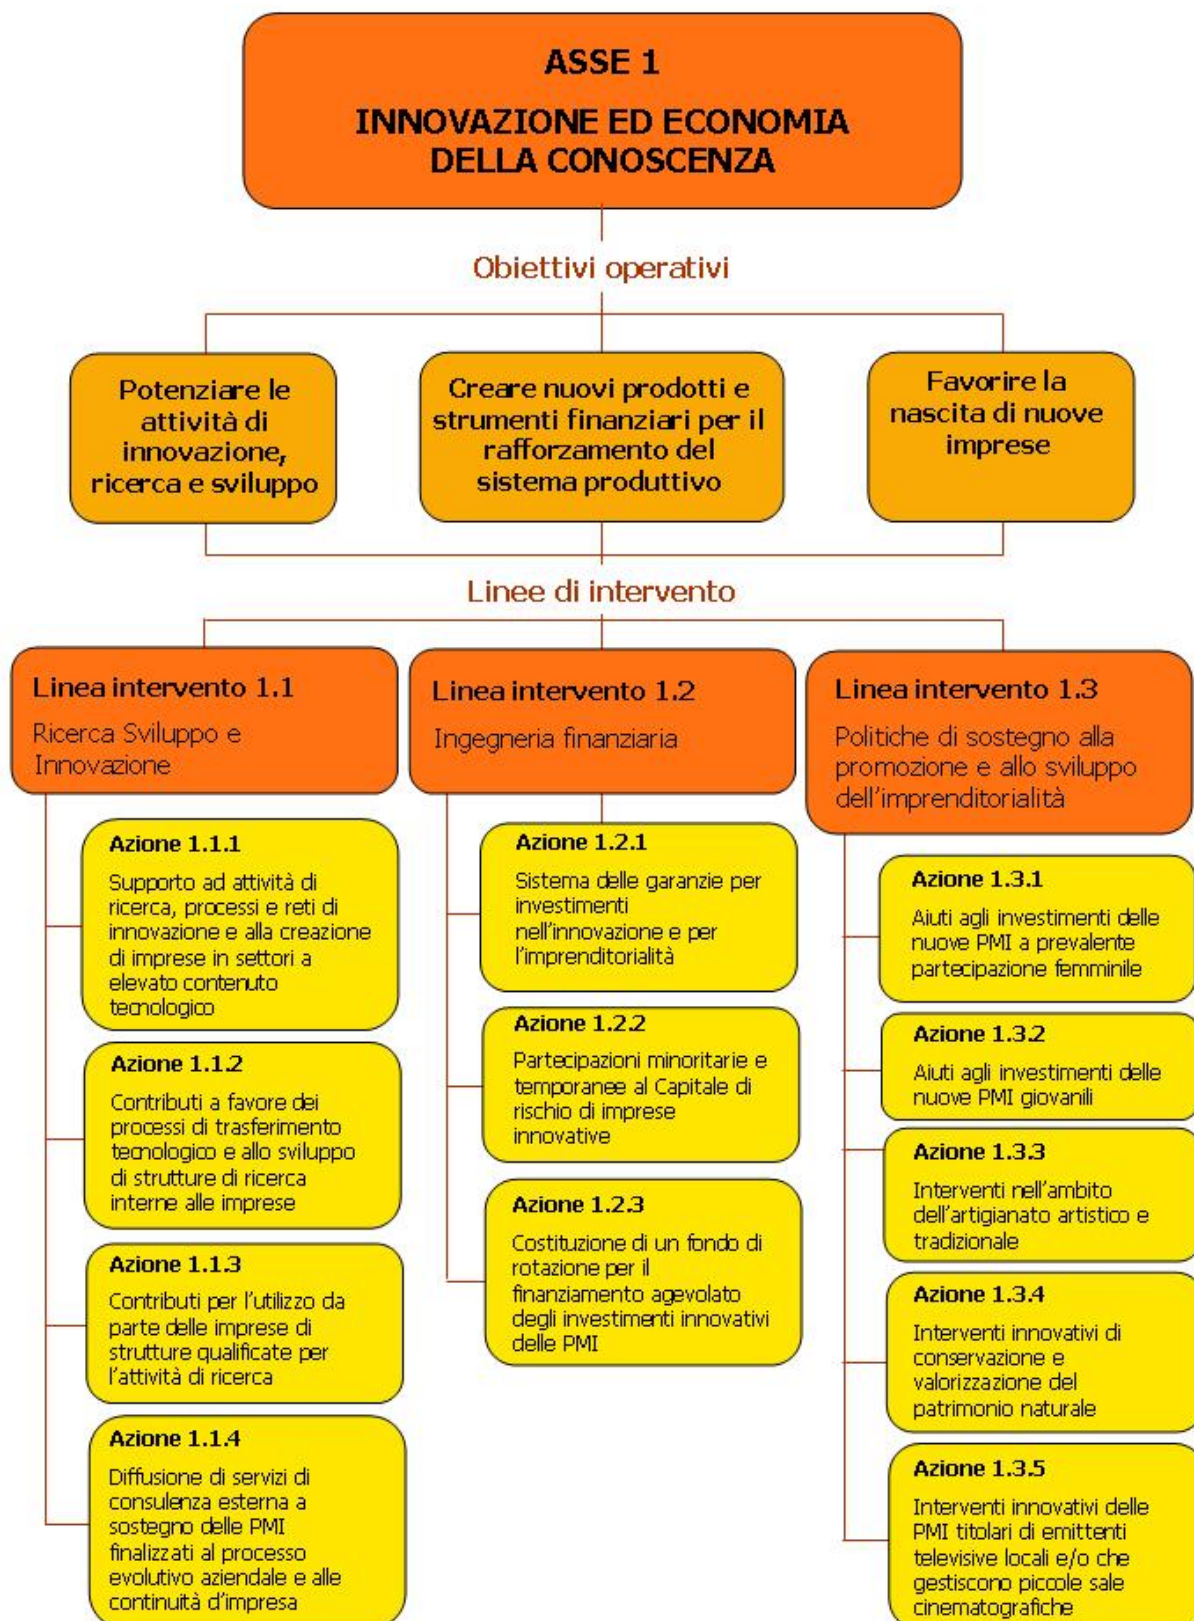 ASSE 1
INNOVAZIONE ED ECONOMIA
DELLA CONOSCENZA
Obiettivi operativi
Potenziare le
attività di
innovazione,
ricerca e sviluppo
Creare nuovi prodotti e
strumenti finanziari per il
rafforzamento del
sistema produttivo
Favorire la
nascita di nuove
imprese
Linee di intervento
Linea intervento 1.1
Ricerca Sviluppo e
Innovazione
Azione 1.1.1
Supporto ad attività di
ricerca, processi e reti di
innovazione e alla creazione
di imprese in settori a
elevato contenuto
tecnologico
Azione 1.1.2
Contributi a favore dei
processi di trasferimento
tecnologico e allo sviluppo
di strutture di ricerca
interne alle imprese
Azione 1.1.3
Contributi per l'utilizzo da
parte delle imprese di
strutture qualificate per
l'attività di ricerca
Azione 1.1.4
Diffusione di servizi di
consulenza esterna a
sostegno delle PMI
finalizzati al processo
evolutivo aziendale e alle
continuità d'impresa
Linea intervento 1.2
Ingegneria finanziaria
Azione 1.2.1
Sistema delle garanzie per
investimenti
nell'innovazione e per
l'imprenditorialità
Azione 1.2.2
Partecipazioni minoritarie e
temporanee al Capitale di
rischio di imprese
innovative
Azione 1.2.3
Costituzione di un fondo di
rotazione per il
finanziamento agevolato
degli investimenti innovativi
delle PMI
Linea intervento 1.3
Politiche di sostegno alla
promozione e allo sviluppo
dell'imprenditorialità
Azione 1.3.1
Aiuti agli investimenti delle
nuove PMI a prevalente
partecipazione femminile
Azione 1.3.2
Aiuti agli investimenti delle
nuove PMI giovanili
Azione 1.3.3
Interventi nell'ambito
dell'artigianato artistico e
tradizionale
Azione 1.3.4
Interventi innovativi di
conservazione e
valorizzazione del
patrimonio naturale
Azione 1.3.5
Interventi innovativi delle
PMI titolari di emittenti
televisive locali e/o che
gestiscono piccole sale
cinematografiche